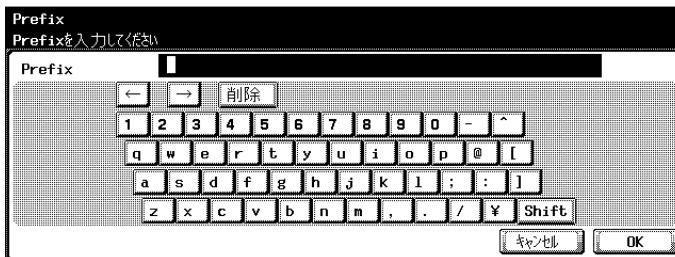 Prefix
Prefixを入力してください
Prefix
← → 削除
1 2 3 4 5 6 7 8 9 0 - ^
q w e r t y u i o p @ [
a s d f g h j k l ; : ]
z x c v b n m , . / ¥ Shift
ｷｬﾝｾﾙ OK